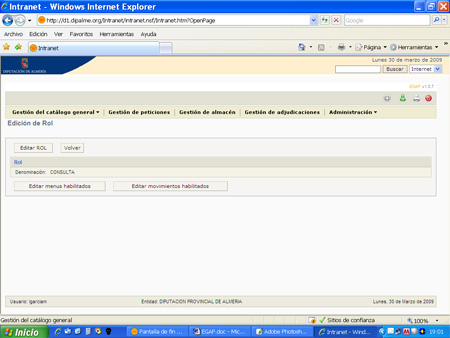 Intranet - Windows Internet Explorer
http://d1.dipalme.org/Intranet/intranet.nsf/Intranet.htm?OpenPage
Google
Archivo Edición Ver Favoritos Herramientas Ayuda
Intranet
Página Herramientas
Lunes 30 de marzo de 2009
DIPUTACIÓN DE ALMERÍA
Buscar Internet
Gestión del catálogo general Gestión de peticiones Gestión de almacén Gestión de adjudicaciones Administración
Edición de Rol
Editar ROL Volver
Rol
Denominación: CONSULTA
Editar menus habilitados Editar movimientos habilitados
Usuario: igarciam Entidad: DIPUTACION PROVINCIAL DE ALMERIA Lunes, 30 de Marzo de 2009
Gestión del catálogo general Sitios de confianza 100%
Inicio Pantalla de fin ... EGAP.doc - Mic... Adobe Photosh... Intranet - Wind... 19:01